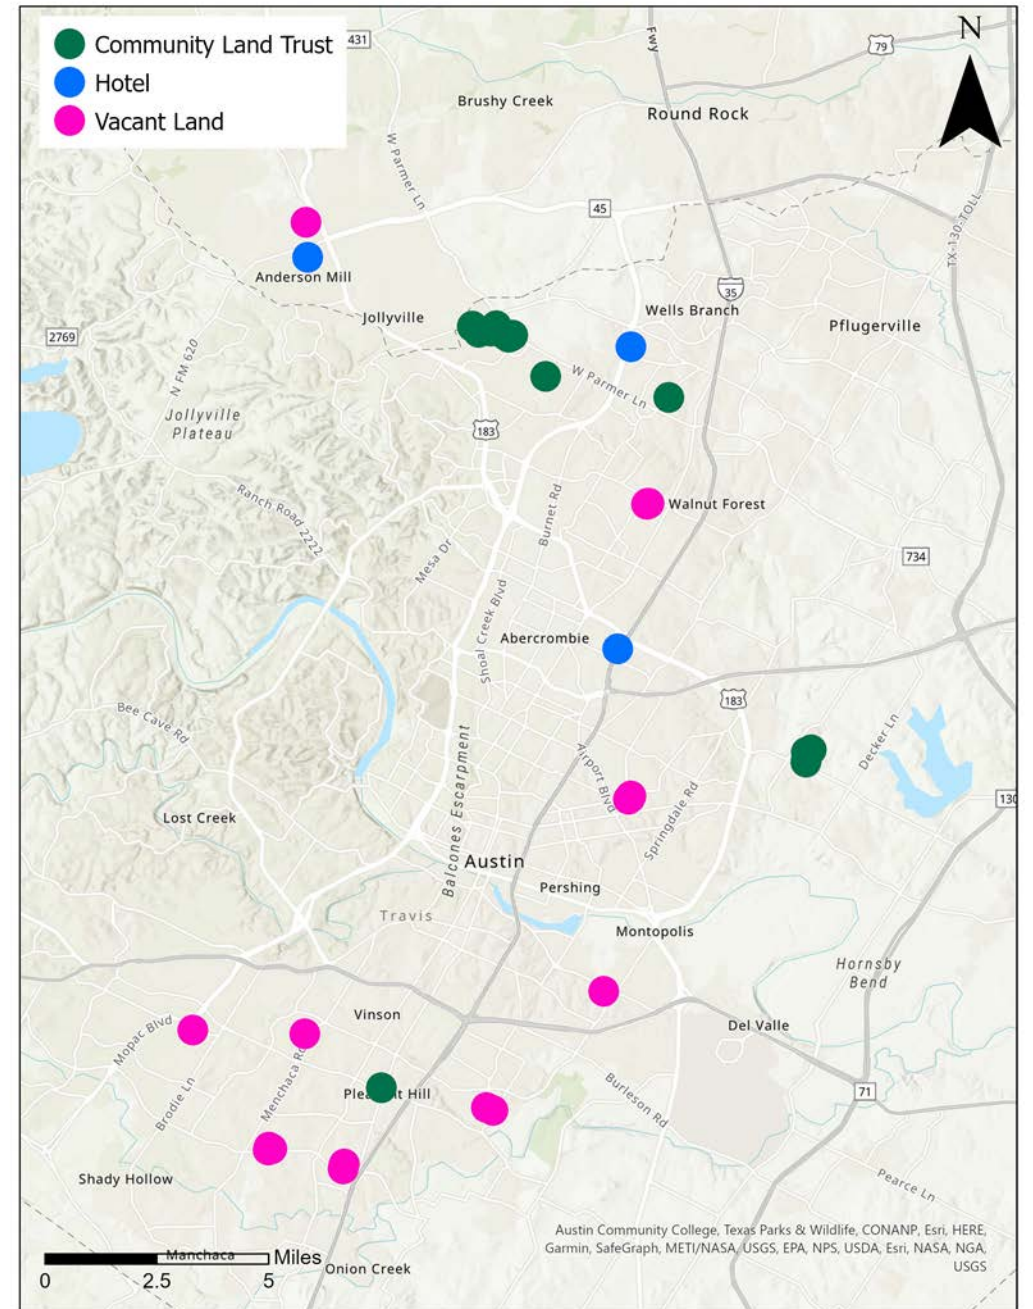 Community Land Trust
Hotel
Vacant Land
431
Fwy
79
N
Brushy Creek
Round Rock
W Parmer Ln
45
TX-130-TOLL
Anderson Mill
35
Jollyville
Wells Branch
Pflugerville
2769
N FM 620
W Parmer Ln
Jollyville
Plateau
183
Ranch Road 2222
Burnet Rd
Walnut Forest
Mesa Dr
734
Shoal Creek Blvd
Abercrombie
183
Bee Cave Rd
Decker Ln
Airport Blvd
Balcones Escarpment
Springdale Rd
130
Lost Creek
Austin
Pershing
Travis
Montopolis
Hornsby
Bend
Vinson
Del Valle
Mopac Blvd
Menchaca Rd
Brodie Ln
Hill
Burleson Rd
71
Shady Hollow
Pearce Ln
Manchaca
Onion Creek
0 2.5 5 Miles
Austin Community College, Texas Parks & Wildlife, CONANP, Esri, HERE,
Garmin, SafeGraph, METI/NASA, USGS, EPA, NPS, USDA, Esri, NASA, NGA,
USGS